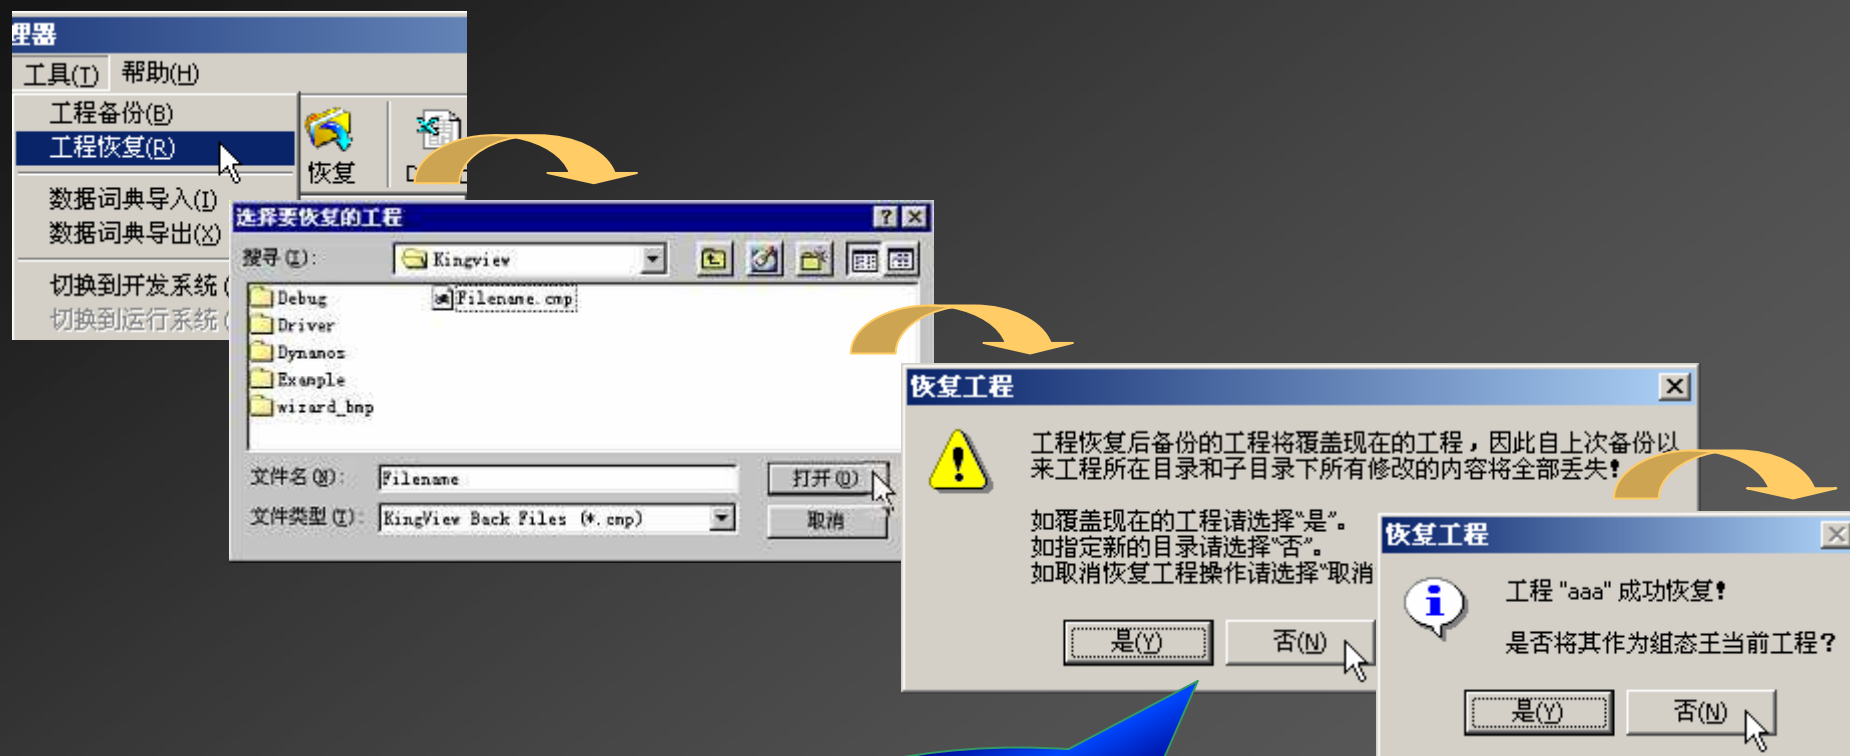 理器
工具(T) 帮助(H)
工程备份(B)
工程恢复(R)
恢复
数据词典导入(I)
数据词典导出(X)
切换到开发系统(
切换到运行系统(
选择要恢复的工程
搜寻(I):
Kingview
Debug
Filename.cmp
Driver
Dynamos
Example
wizard_bmp
文件名(N):
Filename
打开(O)
文件类型(T):
KingView Back Files (*.cmp)
取消
恢复工程
工程恢复后备份的工程将覆盖现在的工程，因此自上次备份以
来工程所在目录和子目录下所有修改的内容将全部丢失！
如覆盖现在的工程请选择“是”。
如指定新的目录请选择“否”。
如取消恢复工程操作请选择“取消
是(Y)
否(N)
恢复工程
工程 "aaa" 成功恢复！
是否将其作为组态王当前工程？
是(Y)
否(N)